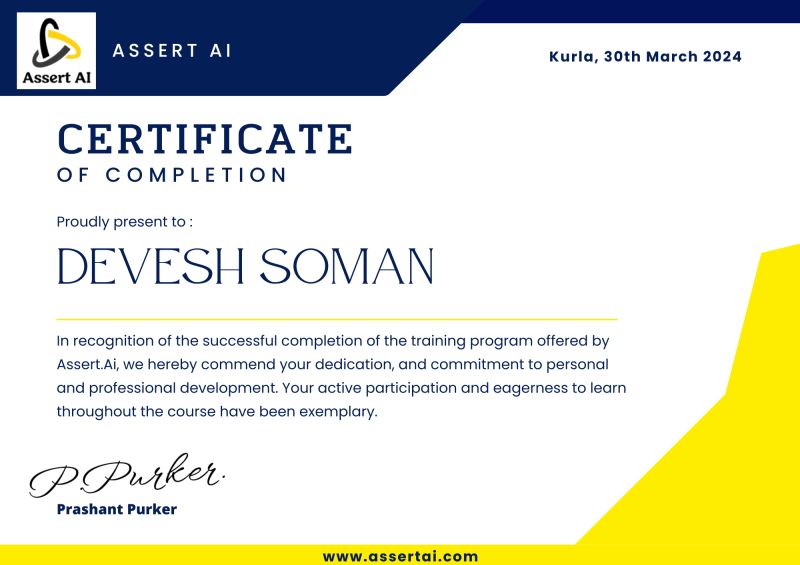 Assert AI
ASSERT AI
Kurla, 30th March 2024
CERTIFICATE
OF COMPLETION
Proudly present to :
DEVESH SOMAN
In recognition of the successful completion of the training program offered by
Assert.Ai, we hereby commend your dedication, and commitment to personal
and professional development. Your active participation and eagerness to learn
throughout the course have been exemplary.
P.Purker.
Prashant Purker
www.assertai.com